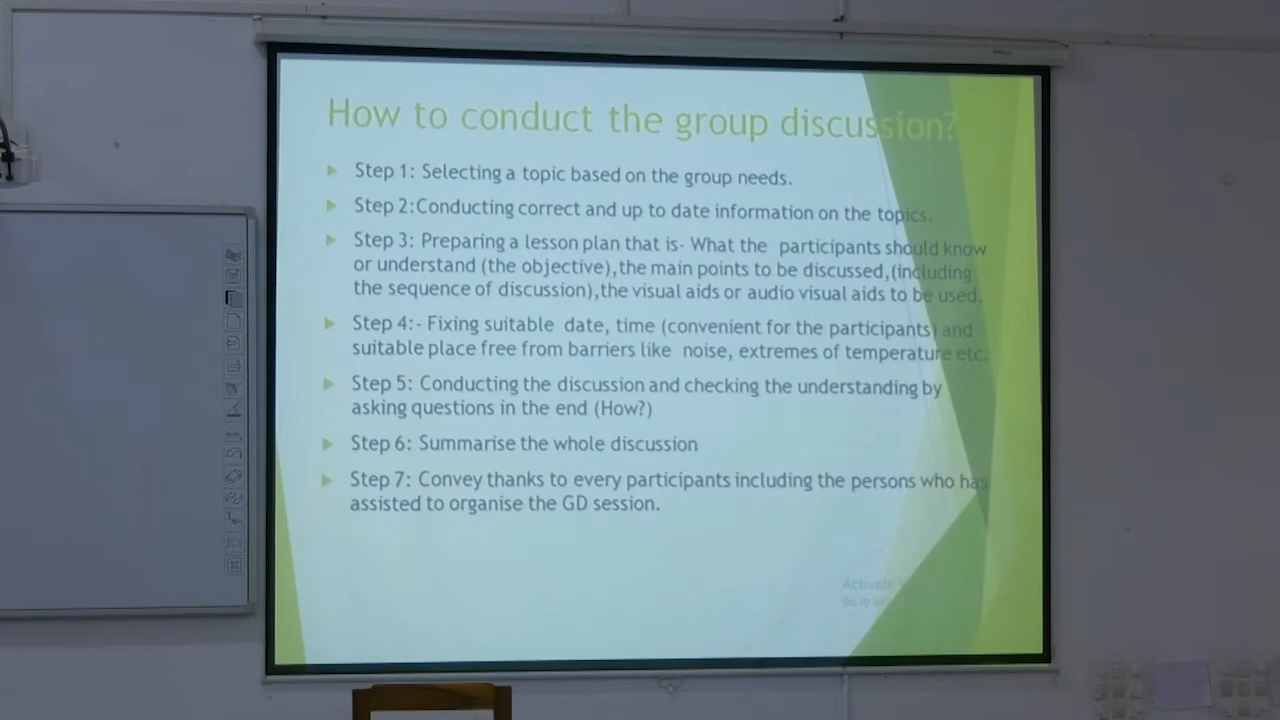 How to conduct the group discussion?
Step 1: Selecting a topic based on the group needs.
Step 2:Conducting correct and up to date information on the topics.
Step 3: Preparing a lesson plan that is- What the participants should know
or understand (the objective),the main points to be discussed,(including
the sequence of discussion),the visual aids or audio visual aids to be used.
Step 4:- Fixing suitable date, time (convenient for the participants) and
suitable place free from barriers like noise, extremes of temperature etc.
Step 5: Conducting the discussion and checking the understanding by
asking questions in the end (How?)
Step 6: Summarise the whole discussion
Step 7: Convey thanks to every participants including the persons who has
assisted to organise the GD session.
Activate
Go to